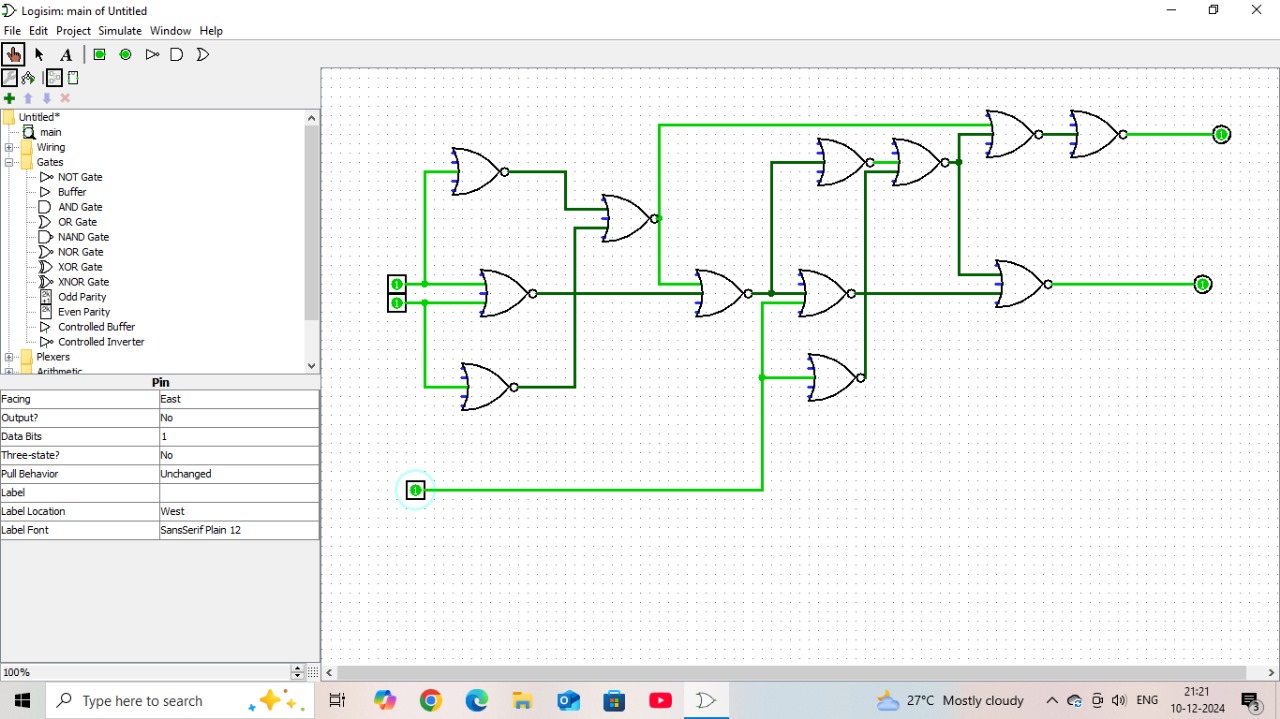 Logisim: main of Untitled
File Edit Project Simulate Window Help
A
Untitled*
main
Wiring
Gates
NOT Gate
Buffer
AND Gate
OR Gate
NAND Gate
NOR Gate
XOR Gate
XNOR Gate
Odd Parity
Even Parity
Controlled Buffer
Controlled Inverter
Plexers
Arithmetic
Pin
Facing East
Output? No
Data Bits 1
Three-state? No
Pull Behavior Unchanged
Label
Label Location West
Label Font SansSerif Plain 12
1
1
1
1
1
100%
Type here to search
27°C Mostly cloudy
ENG
21:21
10-12-2024
3